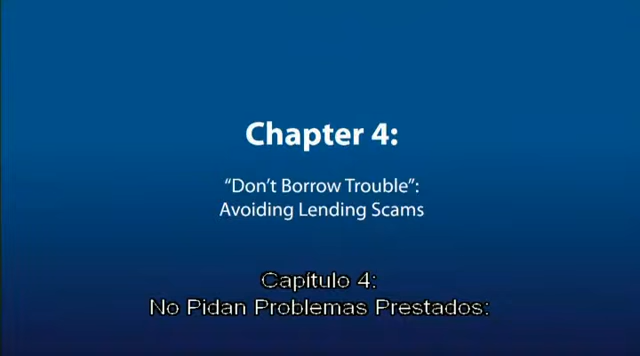 Chapter 4:
“Don’t Borrow Trouble”:
Avoiding Lending Scams
Capítulo 4:
No Pidan Problemas Prestados: